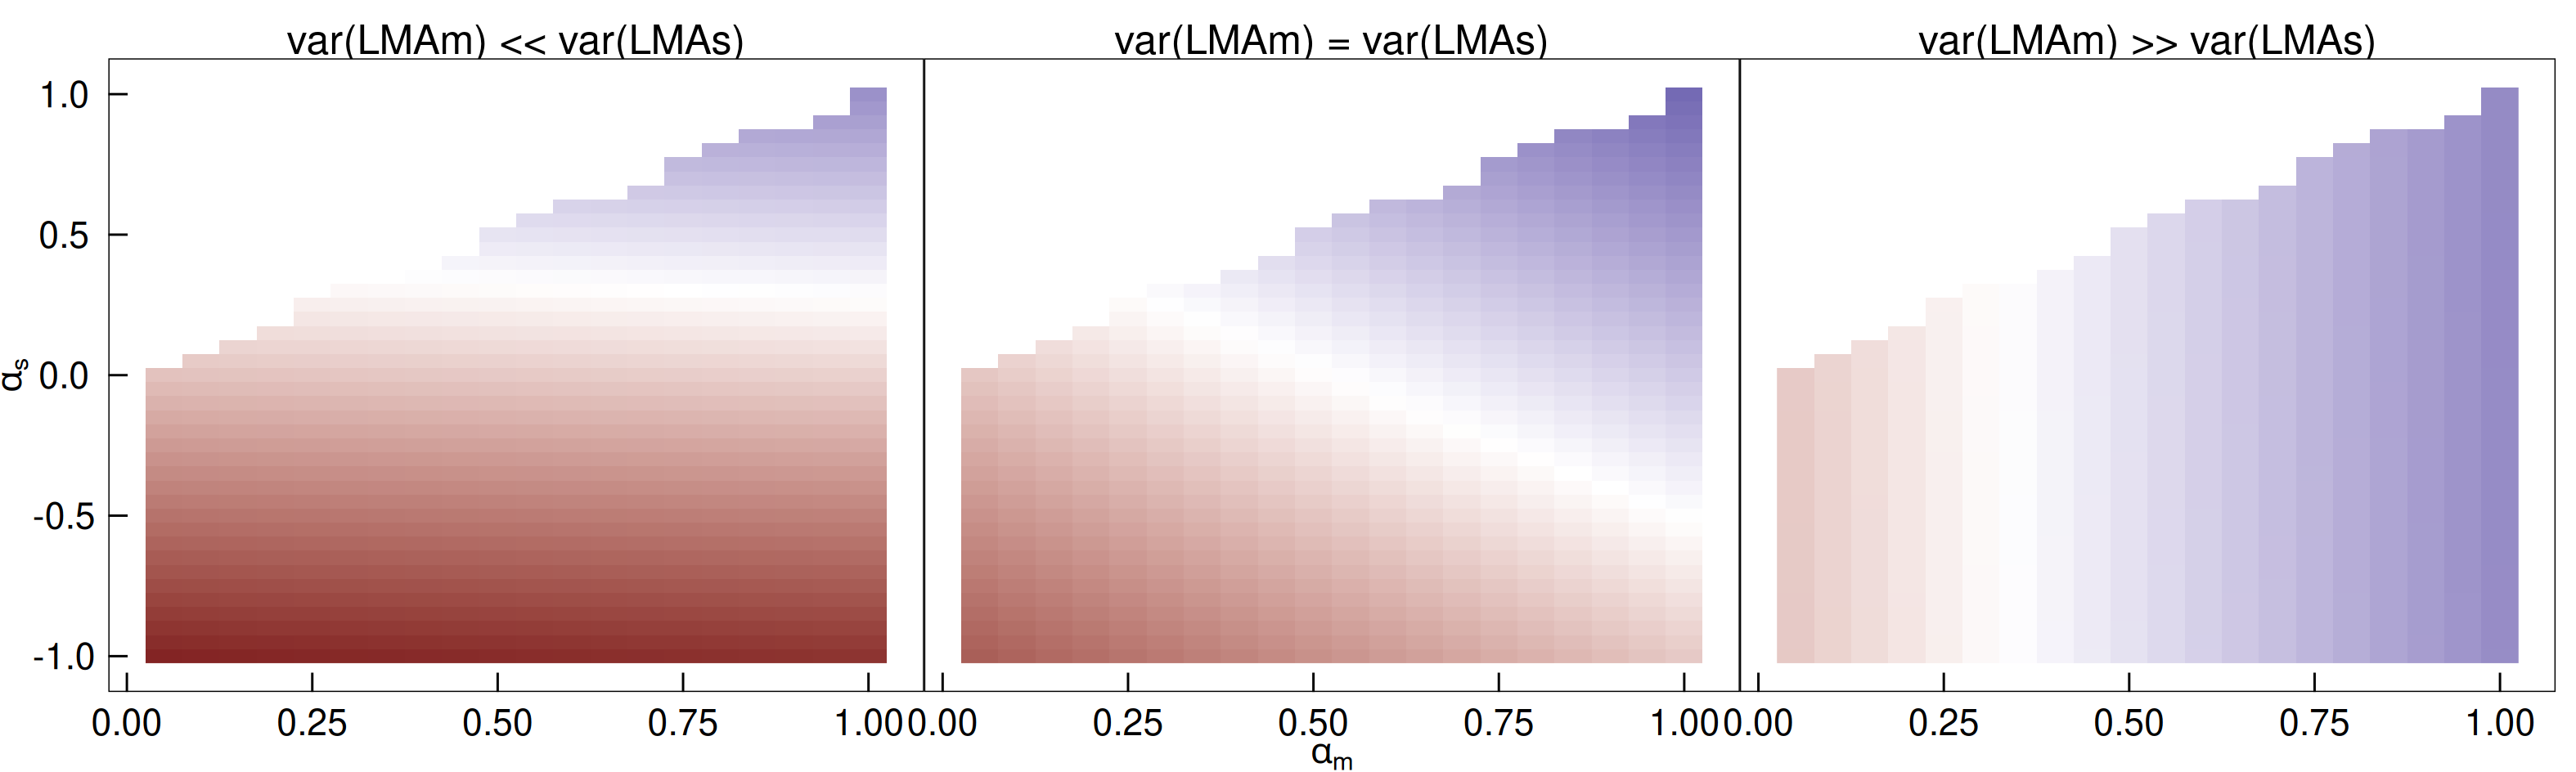 var(LMAm) << var(LMAs)
var(LMAm) = var(LMAs)
var(LMAm) >> var(LMAs)
αs
1.0
0.5
0.0
-0.5
-1.0
0.00 0.25 0.50 0.75 1.00
0.00 0.25 0.50 0.75 1.00
0.00 0.25 0.50 0.75 1.00
αm